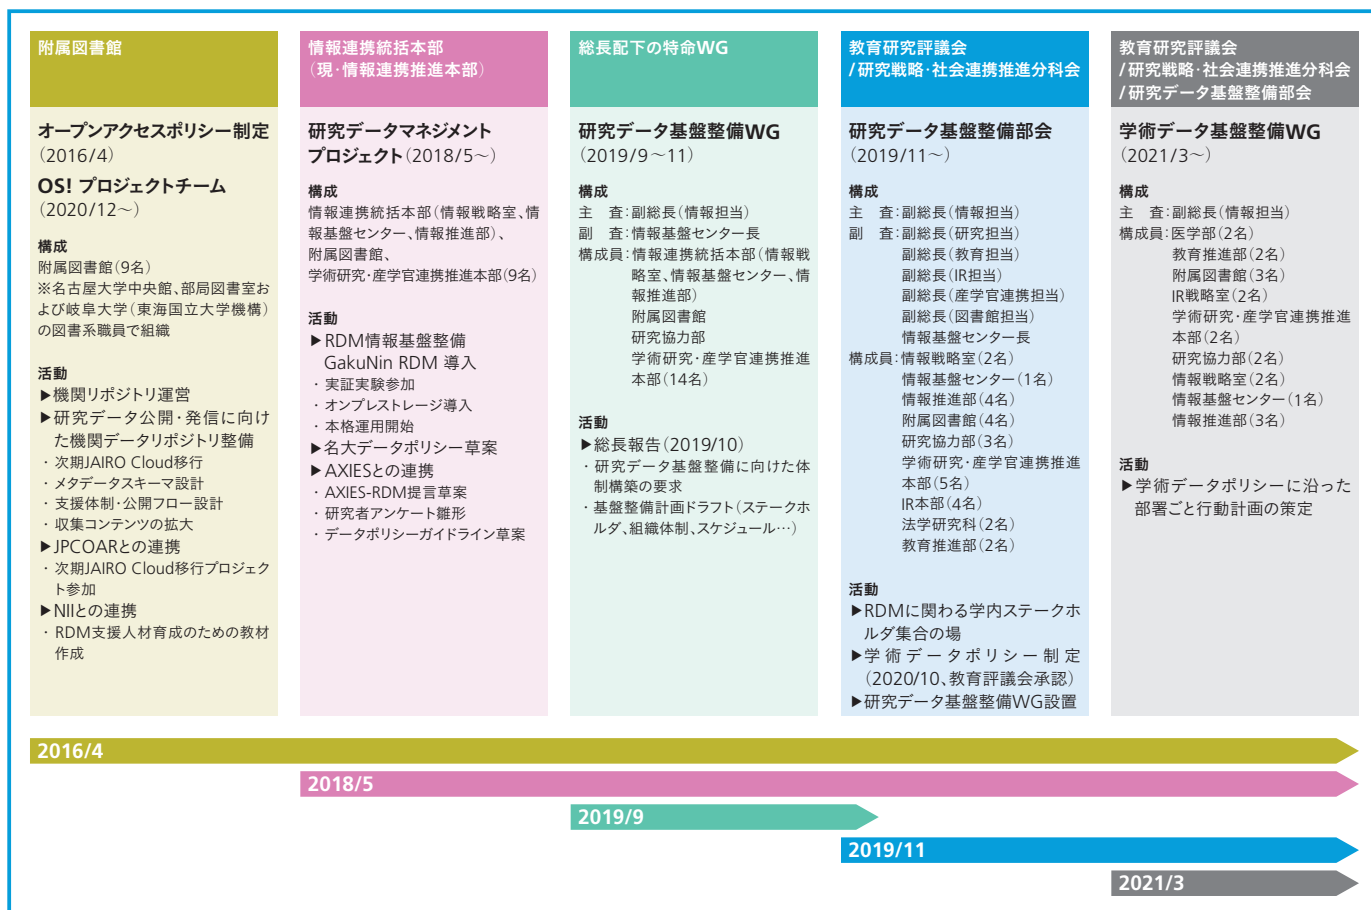 附属図書館
オープンアクセスポリシー制定
(2016/4)
OS! プロジェクトチーム
(2020/12〜)
構成
附属図書館(9名)
※名古屋大学中央館、部局図書室お
よび岐阜大学(東海国立大学機構)
の図書系職員で組織
活動
▶機関リポジトリ運営
▶研究データ公開・発信に向け
た機関データリポジトリ整備
・次期JAIRO Cloud移行
・メタデータスキーマ設計
・支援体制・公開フロー設計
・収集コンテンツの拡大
▶JPCOARとの連携
・次期JAIRO Cloud移行プロジェク
ト参加
▶NIIとの連携
・RDM支援人材育成のための教材
作成
情報連携統括本部
(現・情報連携推進本部)
研究データマネジメント
プロジェクト(2018/5〜)
構成
情報連携統括本部(情報戦略室、情
報基盤センター、情報推進部)、
附属図書館、
学術研究・産学官連携推進本部(9名)
活動
▶RDM情報基盤整備
GakuNin RDM 導入
・実証実験参加
・オンプレストレージ導入
・本格運用開始
▶名大データポリシー草案
▶AXIESとの連携
・AXIES-RDM提言草案
・研究者アンケート雛形
・データポリシーガイドライン草案
総長配下の特命WG
研究データ基盤整備WG
(2019/9〜11)
構成
主 査:副総長(情報担当)
副 査:情報基盤センター長
構成員:情報連携統括本部(情報戦
略室、情報基盤センター、情
報推進部)
附属図書館
研究協力部
学術研究・産学官連携推進
本部(14名)
活動
▶総長報告(2019/10)
・研究データ基盤整備に向けた体
制構築の要求
・基盤整備計画ドラフト(ステークホ
ルダ、組織体制、スケジュール…)
教育研究評議会
/研究戦略・社会連携推進分科会
研究データ基盤整備部会
(2019/11〜)
構成
主 査:副総長(情報担当)
副 査:副総長(研究担当)
副総長(教育担当)
副総長(IR担当)
副総長(産学官連携担当)
副総長(図書館担当)
情報基盤センター長
構成員:情報戦略室(2名)
情報基盤センター(1名)
情報推進部(4名)
附属図書館(4名)
研究協力部(3名)
学術研究・産学官連携推進
本部(5名)
IR本部(4名)
法学研究科(2名)
教育推進部(2名)
活動
▶RDMに関わる学内ステークホ
ルダ集合の場
▶学術データポリシー制定
(2020/10、教育評議会承認)
▶研究データ基盤整備WG設置
教育研究評議会
/研究戦略・社会連携推進分科会
/研究データ基盤整備部会
学術データ基盤整備WG
(2021/3〜)
構成
主 査:副総長(情報担当)
構成員:医学部(2名)
教育推進部(2名)
附属図書館(3名)
IR戦略室(2名)
学術研究・産学官連携推進
本部(2名)
研究協力部(2名)
情報戦略室(2名)
情報基盤センター(1名)
情報推進部(3名)
活動
▶学術データポリシーに沿った
部署ごと行動計画の策定
2016/4
2018/5
2019/9
2019/11
2021/3